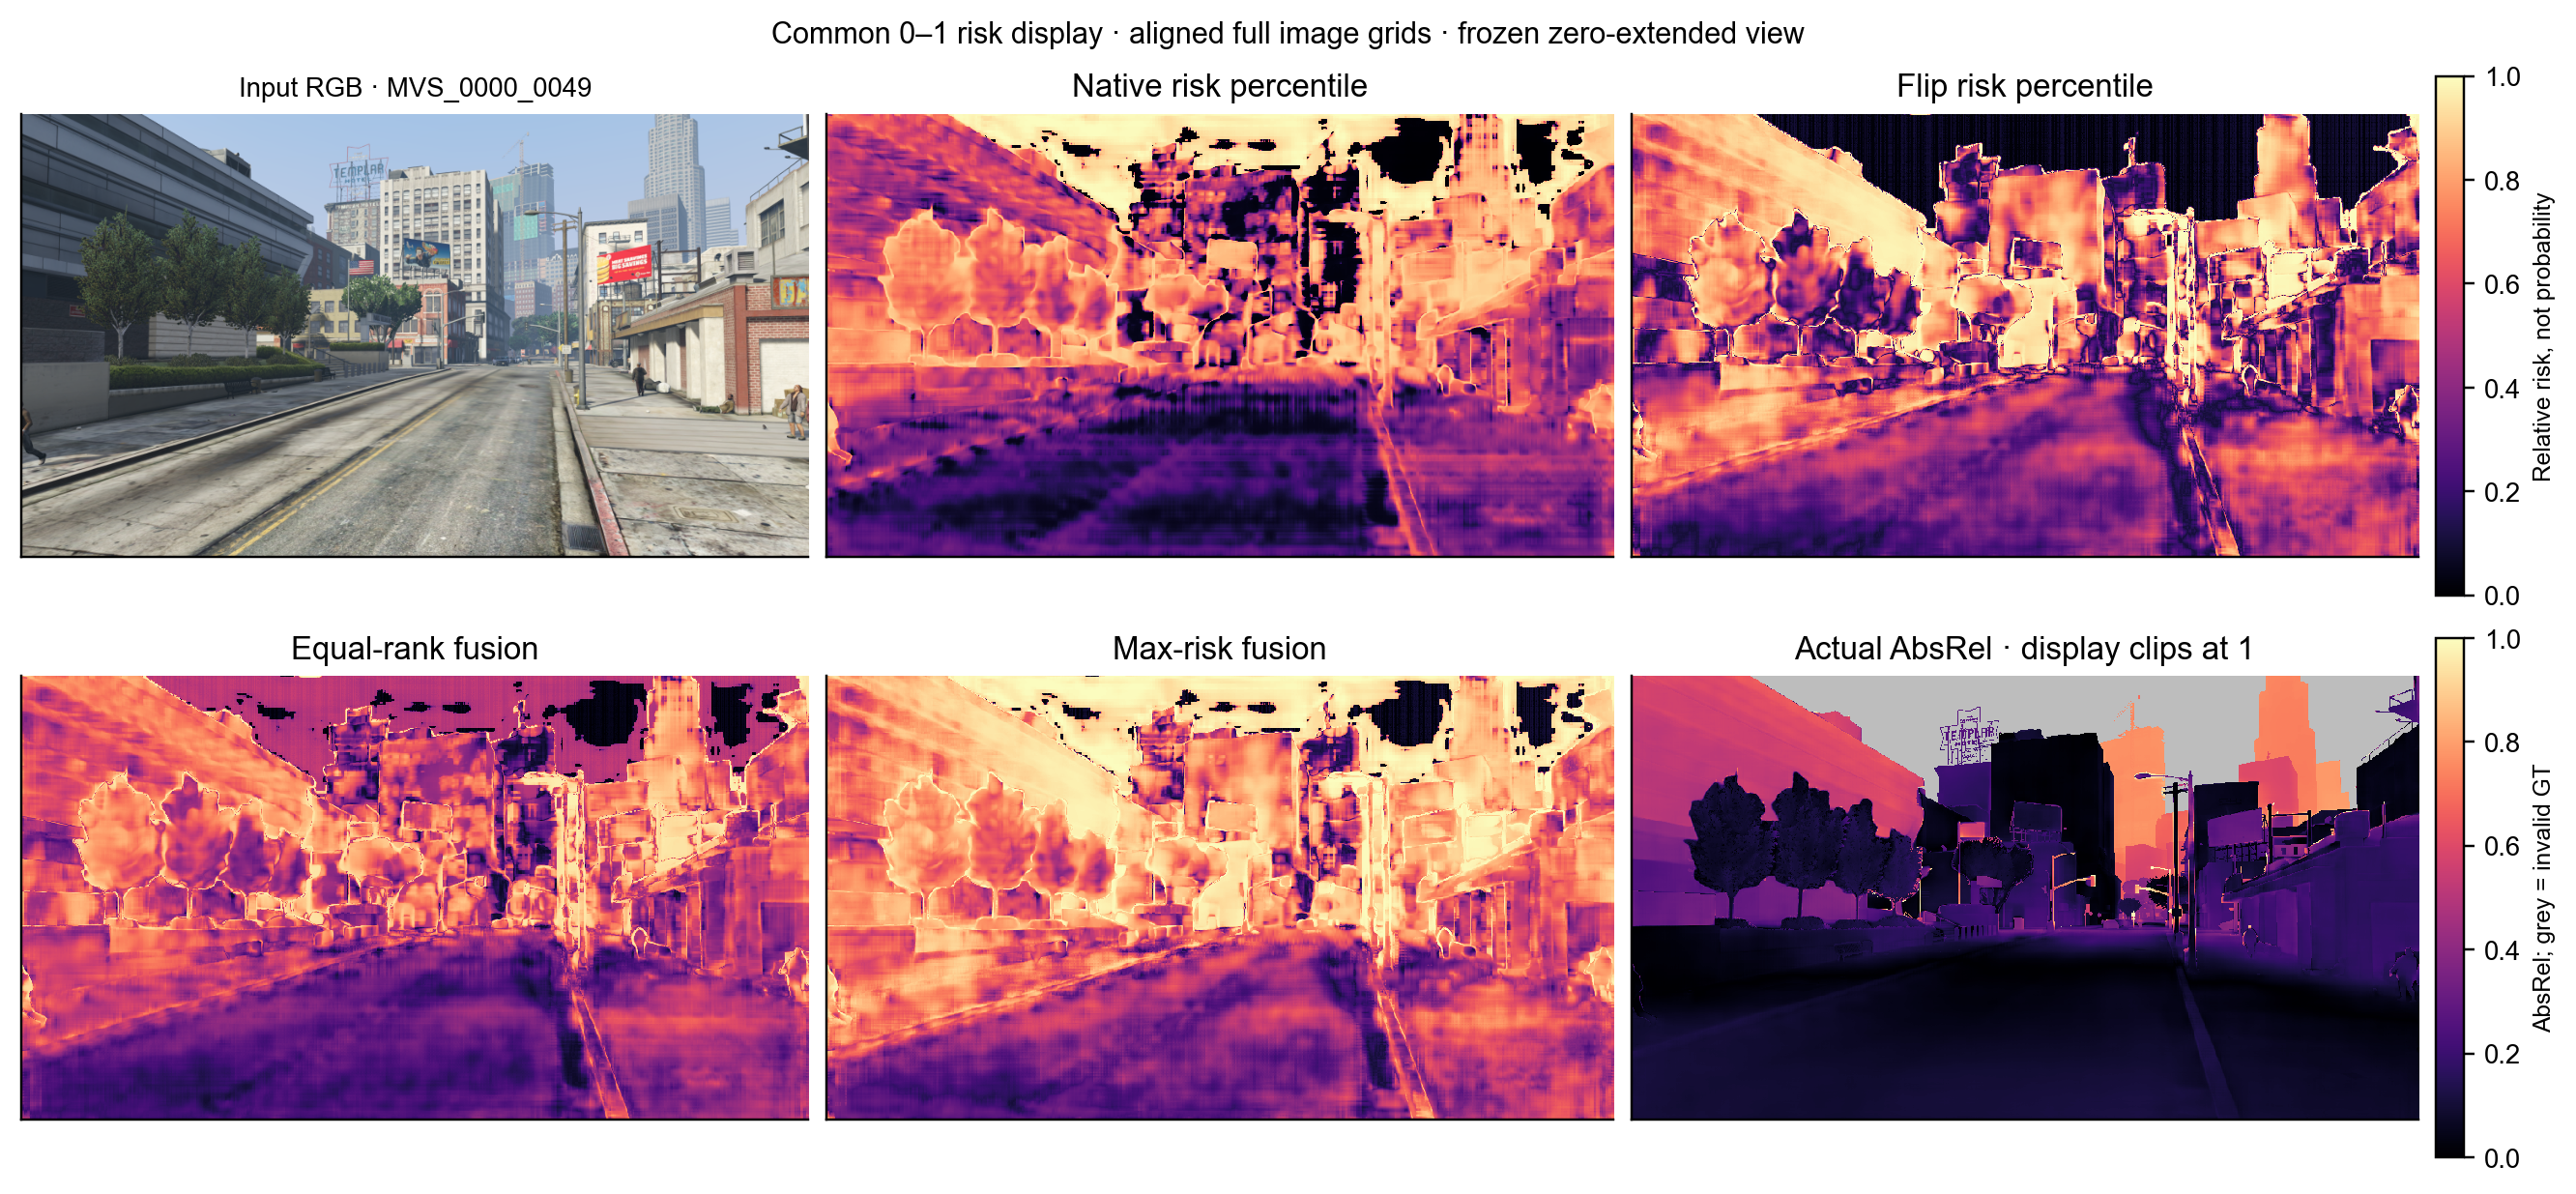 Common 0–1 risk display · aligned full image grids · frozen zero-extended view
Input RGB · MVS_0000_0049
Native risk percentile
Flip risk percentile
TEMPLAR
HOTEL
1.0
0.8
0.6
0.4
0.2
0.0
Relative risk, not probability
Equal-rank fusion
Max-risk fusion
Actual AbsRel · display clips at 1
TEMPLAR
1.0
0.8
0.6
0.4
0.2
0.0
AbsRel; grey = invalid GT